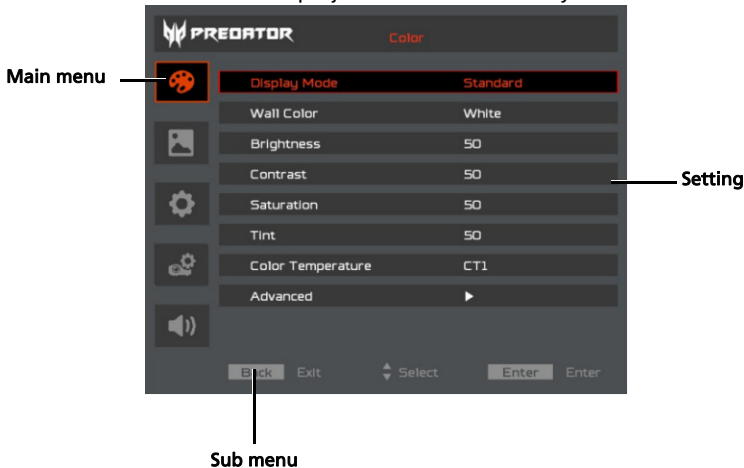 PREDATOR
Color
Main menu
Display Mode Standard
Wall Color White
Brightness 50
Contrast 50
Setting
Saturation 50
Tint 50
Color Temperature CT1
Advanced
Back Exit Select Enter Enter
Sub menu